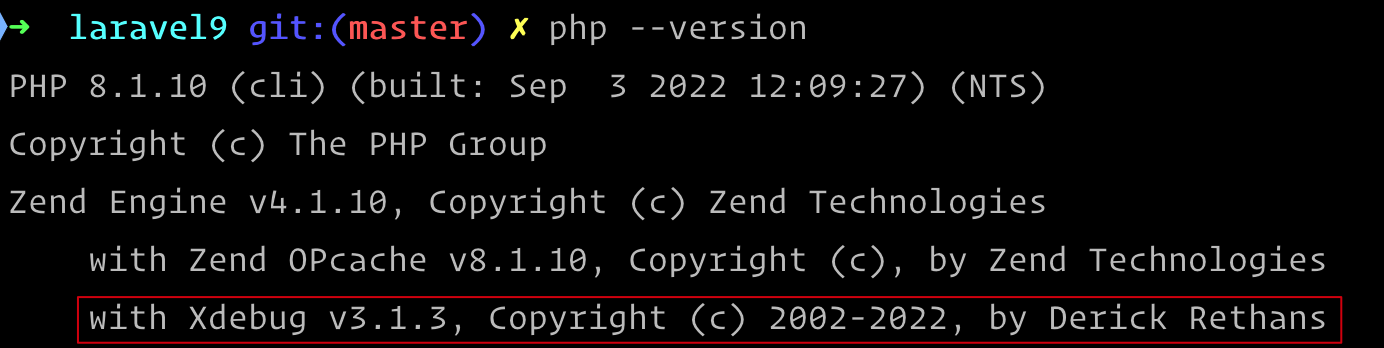 ➜  laravel9 git:(master) ✗ php --version
PHP 8.1.10 (cli) (built: Sep  3 2022 12:09:27) (NTS)
Copyright (c) The PHP Group
Zend Engine v4.1.10, Copyright (c) Zend Technologies
    with Zend OPcache v8.1.10, Copyright (c), by Zend Technologies
    with Xdebug v3.1.3, Copyright (c) 2002-2022, by Derick Rethans